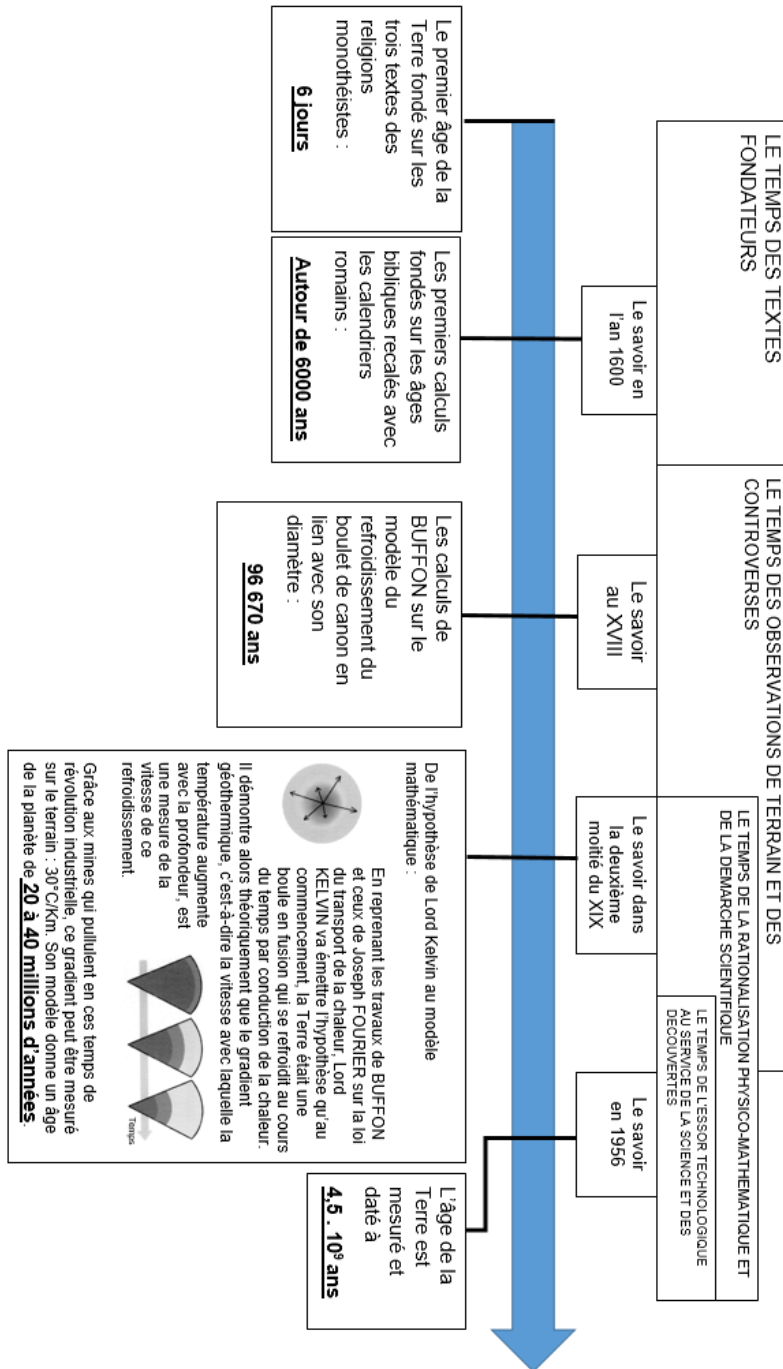 LE TEMPS DES TEXTES
FONDATEURS
LE TEMPS DES OBSERVATIONS DE TERRAIN ET DES
CONTROVERSES
LE TEMPS DE LA RATIONALISATION PHYSICO-MATHEMATIQUE ET
DE LA DEMARCHE SCIENTIFIQUE
LE TEMPS DE L'ESSOR TECHNOLOGIQUE
AU SERVICE DE LA SCIENCE ET DES
DECOUVERTES
Le savoir en
l'an 1600
Le savoir
au XVIII
Le savoir dans
la deuxième
moitié du XIX
Le savoir
en 1956
Le premier âge de la
Terre fondé sur les
trois textes des
religions
monothéistes :
6 jours
Les premiers calculs
fondés sur les âges
bibliques recalés avec
les calendriers
romains :
Autour de 6000 ans
Les calculs de
BUFFON sur le
modèle du
refroidissement du
boulet de canon en
lien avec son
diamètre :
96 670 ans
De l'hypothèse de Lord Kelvin au modèle
mathématique :
En reprenant les travaux de BUFFON
et ceux de Joseph FOURIER sur la loi
du transport de la chaleur, Lord
KELVIN va émettre l'hypothèse qu'au
commencement, la Terre était une
boule en fusion qui se refroidit au cours
du temps par conduction de la chaleur.
Il démontre alors théoriquement que le gradient
géothermique, c'est-à-dire la vitesse avec laquelle la
température augmente
avec la profondeur, est
une mesure de la
vitesse de ce
refroidissement.
Temps
Grâce aux mines qui pullulent en ces temps de
révolution industrielle, ce gradient peut être mesuré
sur le terrain : 30°C/Km. Son modèle donne un âge
de la planète de 20 à 40 millions d'années.
L'âge de la
Terre est
mesuré et
daté à
4,5 . 10⁹ ans